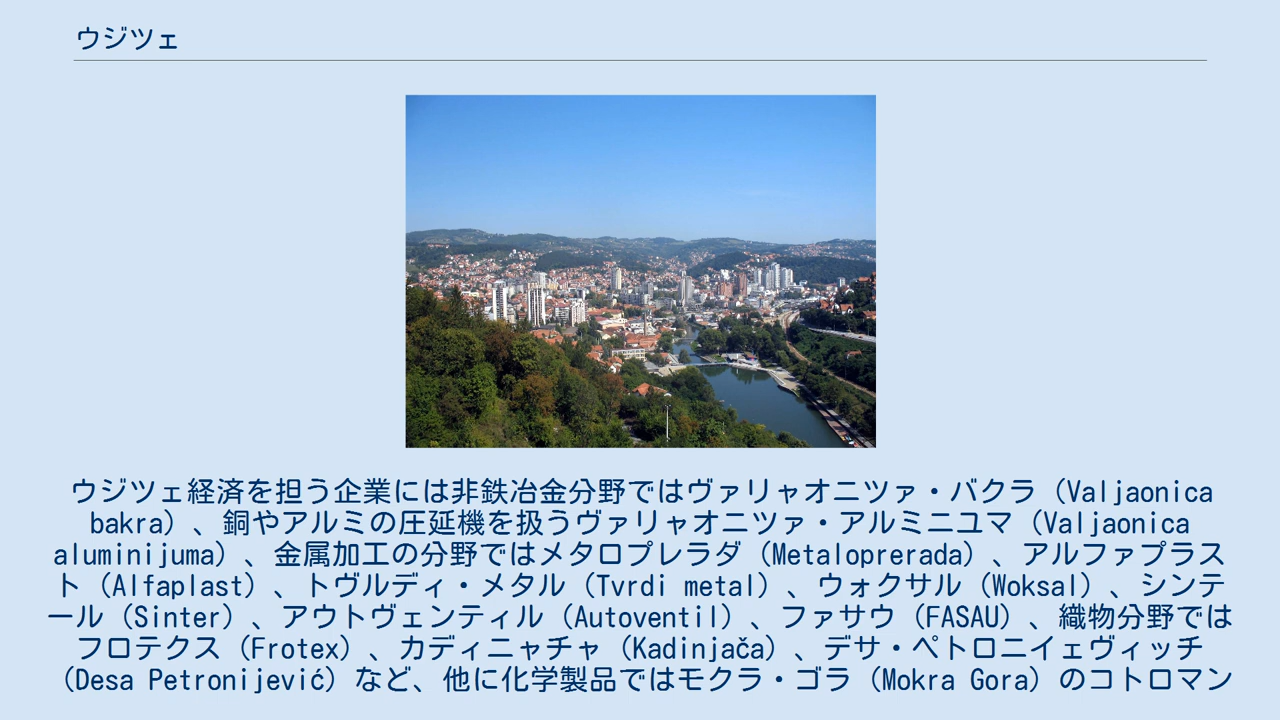 ウジツェ
ウジツェ経済を担う企業には非鉄冶金分野ではヴァリャオニツァ・バクラ（Valjaonica
bakra）、銅やアルミの圧延機を扱うヴァリャオニツァ・アルミニユマ（Valjaonica
aluminijuma）、金属加工の分野ではメタロプレラダ（Metaloprerada）、アルファプラス
ト（Alfaplast）、トヴルディ・メタル（Tvrdi metal）、ウォクサル（Woksal）、シンテ
ール（Sinter）、アウトヴェンティル（Autoventil）、ファサウ（FASAU）、織物分野では
フロテクス（Frotex）、カディニャチャ（Kadinjača）、デサ・ペトロニイェヴィッチ
（Desa Petronijević）など、他に化学製品ではモクラ・ゴラ（Mokra Gora）のコトロマン